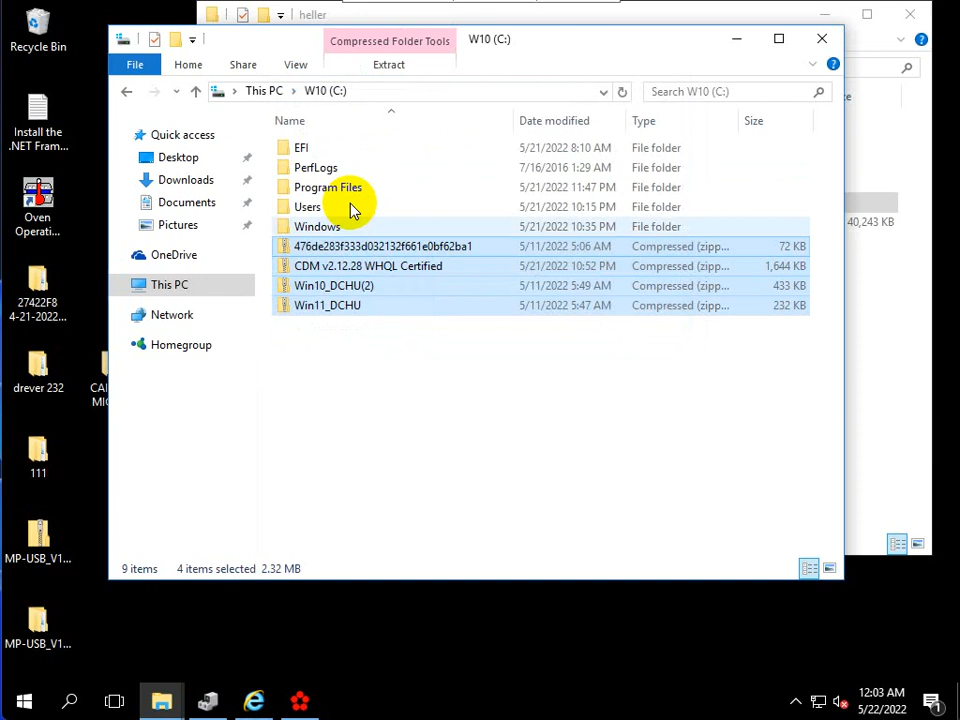 heller
Compressed Folder Tools
W10 (C:)
File
Home
Share
View
Extract
This PC
W10 (C:)
Search W10 (C:)
Name
Date modified
Type
Size
EFI
5/21/2022 8:10 AM
File folder
PerfLogs
7/16/2016 1:29 AM
File folder
Program Files
5/21/2022 11:47 PM
File folder
Users
5/21/2022 10:15 PM
File folder
Windows
5/21/2022 10:35 PM
File folder
476de283f333d032132f661e0bf62ba1
5/11/2022 5:06 AM
Compressed (zipp...
72 KB
CDM v2.12.28 WHQL Certified
5/21/2022 10:52 PM
Compressed (zipp...
1,644 KB
Win10_DCHU(2)
5/11/2022 5:49 AM
Compressed (zipp...
433 KB
Win11_DCHU
5/11/2022 5:47 AM
Compressed (zipp...
232 KB
Quick access
Desktop
Downloads
Documents
Pictures
OneDrive
This PC
Network
Homegroup
9 items
4 items selected
2.32 MB
40,243 KB
Recycle Bin
Install the
.NET Fram...
Oven
Operati...
27422F8
4-21-2022...
drever 232
111
MP-USB_V1...
MP-USB_V1...
12:03 AM
5/22/2022
1